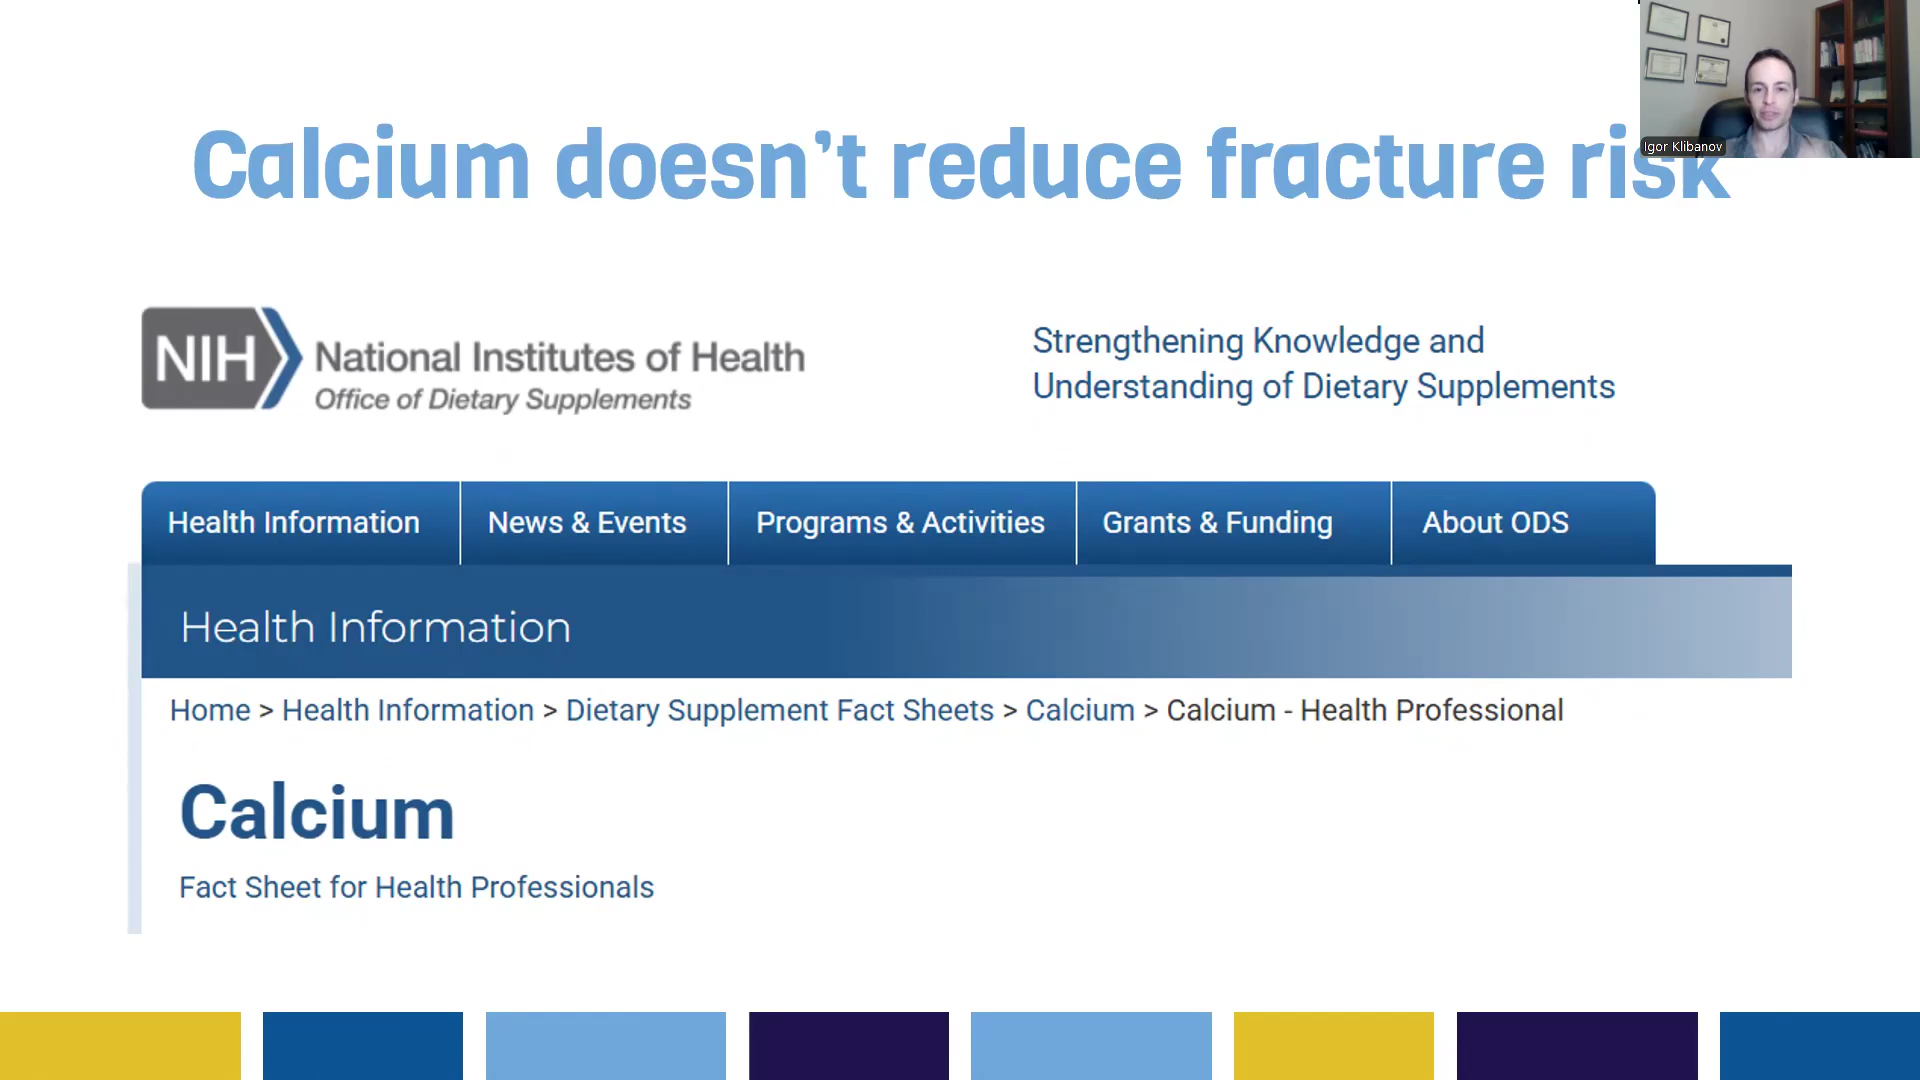 Calcium doesn't reduce fracture risk
Igor Klibanov
NIH National Institutes of Health
Office of Dietary Supplements
Strengthening Knowledge and
Understanding of Dietary Supplements
Health Information News & Events Programs & Activities Grants & Funding About ODS
Health Information
Home > Health Information > Dietary Supplement Fact Sheets > Calcium > Calcium - Health Professional
Calcium
Fact Sheet for Health Professionals